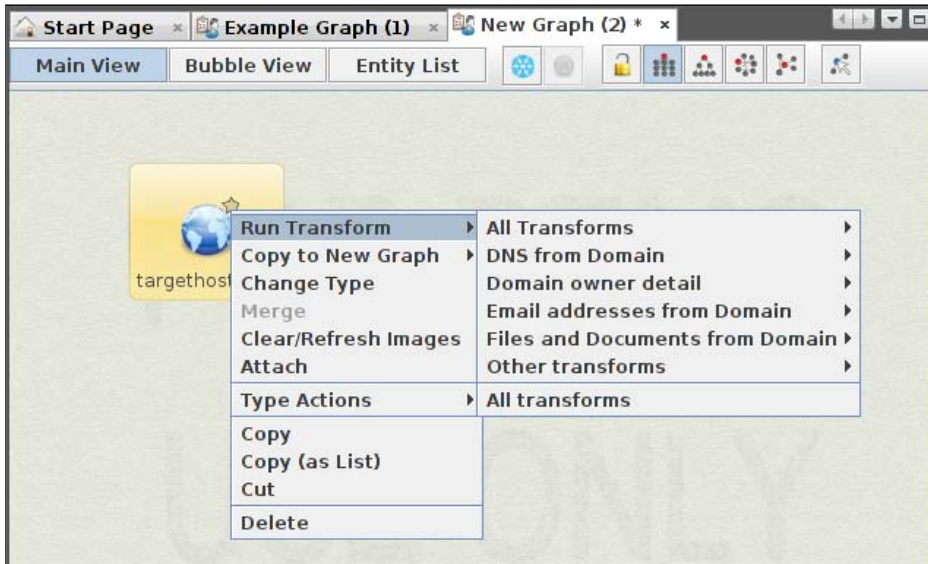 Start Page
Example Graph (1)
New Graph (2) *
Main View
Bubble View
Entity List
targethost
Run Transform
Copy to New Graph
Change Type
Merge
Clear/Refresh Images
Attach
Type Actions
Copy
Copy (as List)
Cut
Delete
All Transforms
DNS from Domain
Domain owner detail
Email addresses from Domain
Files and Documents from Domain
Other transforms
All transforms
ONLY